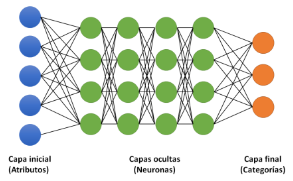 Capa inicial
(Atributos)
Capas ocultas
(Neuronas)
Capa final
(Categorías)